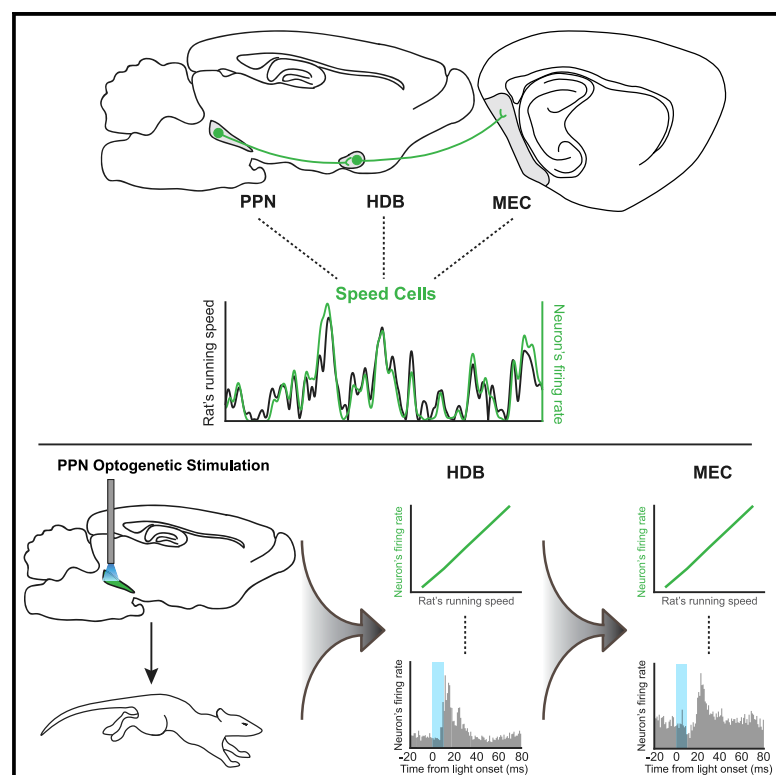 PPN HDB MEC
Speed Cells
Rat's running speed
Neuron's firing rate
PPN Optogenetic Stimulation
HDB
MEC
Neuron's firing rate
Rat's running speed
Neuron's firing rate
Rat's running speed
Neuron's firing rate
-20 0 20 40 60 80
Time from light onset (ms)
Neuron's firing rate
-20 0 20 40 60 80
Time from light onset (ms)